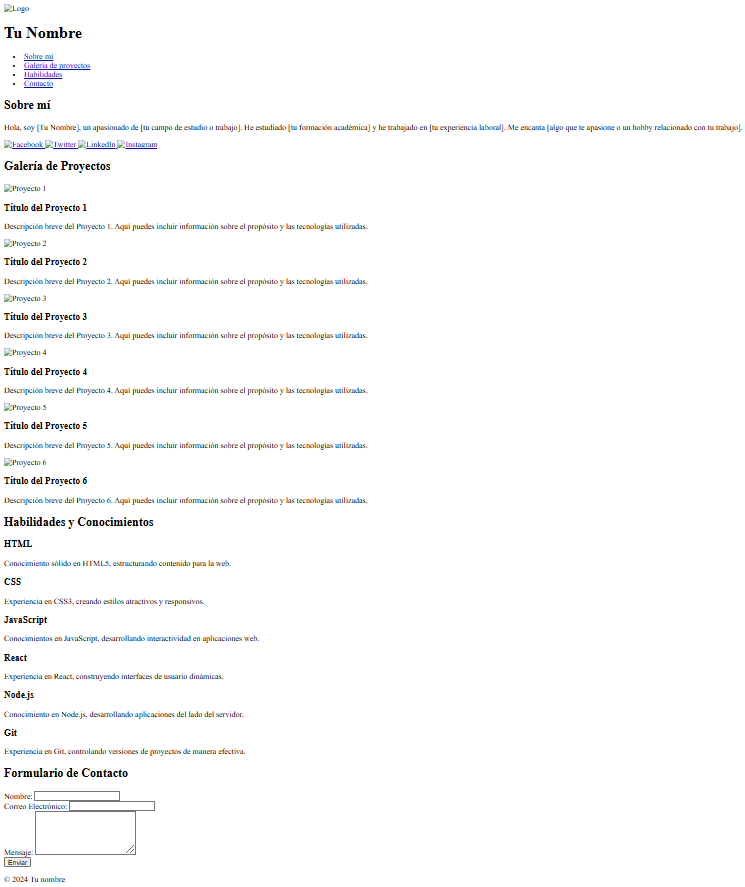 Logo
Tu Nombre
Sobre mí
Galería de proyectos
Habilidades
Contacto
Sobre mí
Hola, soy [Tu Nombre], un apasionado de [tu campo de estudio o trabajo]. He estudiado [tu formación académica] y he trabajado en [tu experiencia laboral]. Me encanta [algo que te apasione o un hobby relacionado con tu trabajo].
Facebook Twitter LinkedIn Instagram
Galería de Proyectos
Proyecto 1
Título del Proyecto 1
Descripción breve del Proyecto 1. Aquí puedes incluir información sobre el propósito y las tecnologías utilizadas.
Proyecto 2
Título del Proyecto 2
Descripción breve del Proyecto 2. Aquí puedes incluir información sobre el propósito y las tecnologías utilizadas.
Proyecto 3
Título del Proyecto 3
Descripción breve del Proyecto 3. Aquí puedes incluir información sobre el propósito y las tecnologías utilizadas.
Proyecto 4
Título del Proyecto 4
Descripción breve del Proyecto 4. Aquí puedes incluir información sobre el propósito y las tecnologías utilizadas.
Proyecto 5
Título del Proyecto 5
Descripción breve del Proyecto 5. Aquí puedes incluir información sobre el propósito y las tecnologías utilizadas.
Proyecto 6
Título del Proyecto 6
Descripción breve del Proyecto 6. Aquí puedes incluir información sobre el propósito y las tecnologías utilizadas.
Habilidades y Conocimientos
HTML
Conocimiento sólido en HTML5, estructurando contenido para la web.
CSS
Experiencia en CSS3, creando estilos atractivos y responsivos.
JavaScript
Conocimientos en JavaScript, desarrollando interactividad en aplicaciones web.
React
Experiencia en React, construyendo interfaces de usuario dinámicas.
Node.js
Conocimiento en Node.js, desarrollando aplicaciones del lado del servidor.
Git
Experiencia en Git, controlando versiones de proyectos de manera efectiva.
Formulario de Contacto
Nombre:
Correo Electrónico:
Mensaje:
Enviar
© 2024 Tu nombre